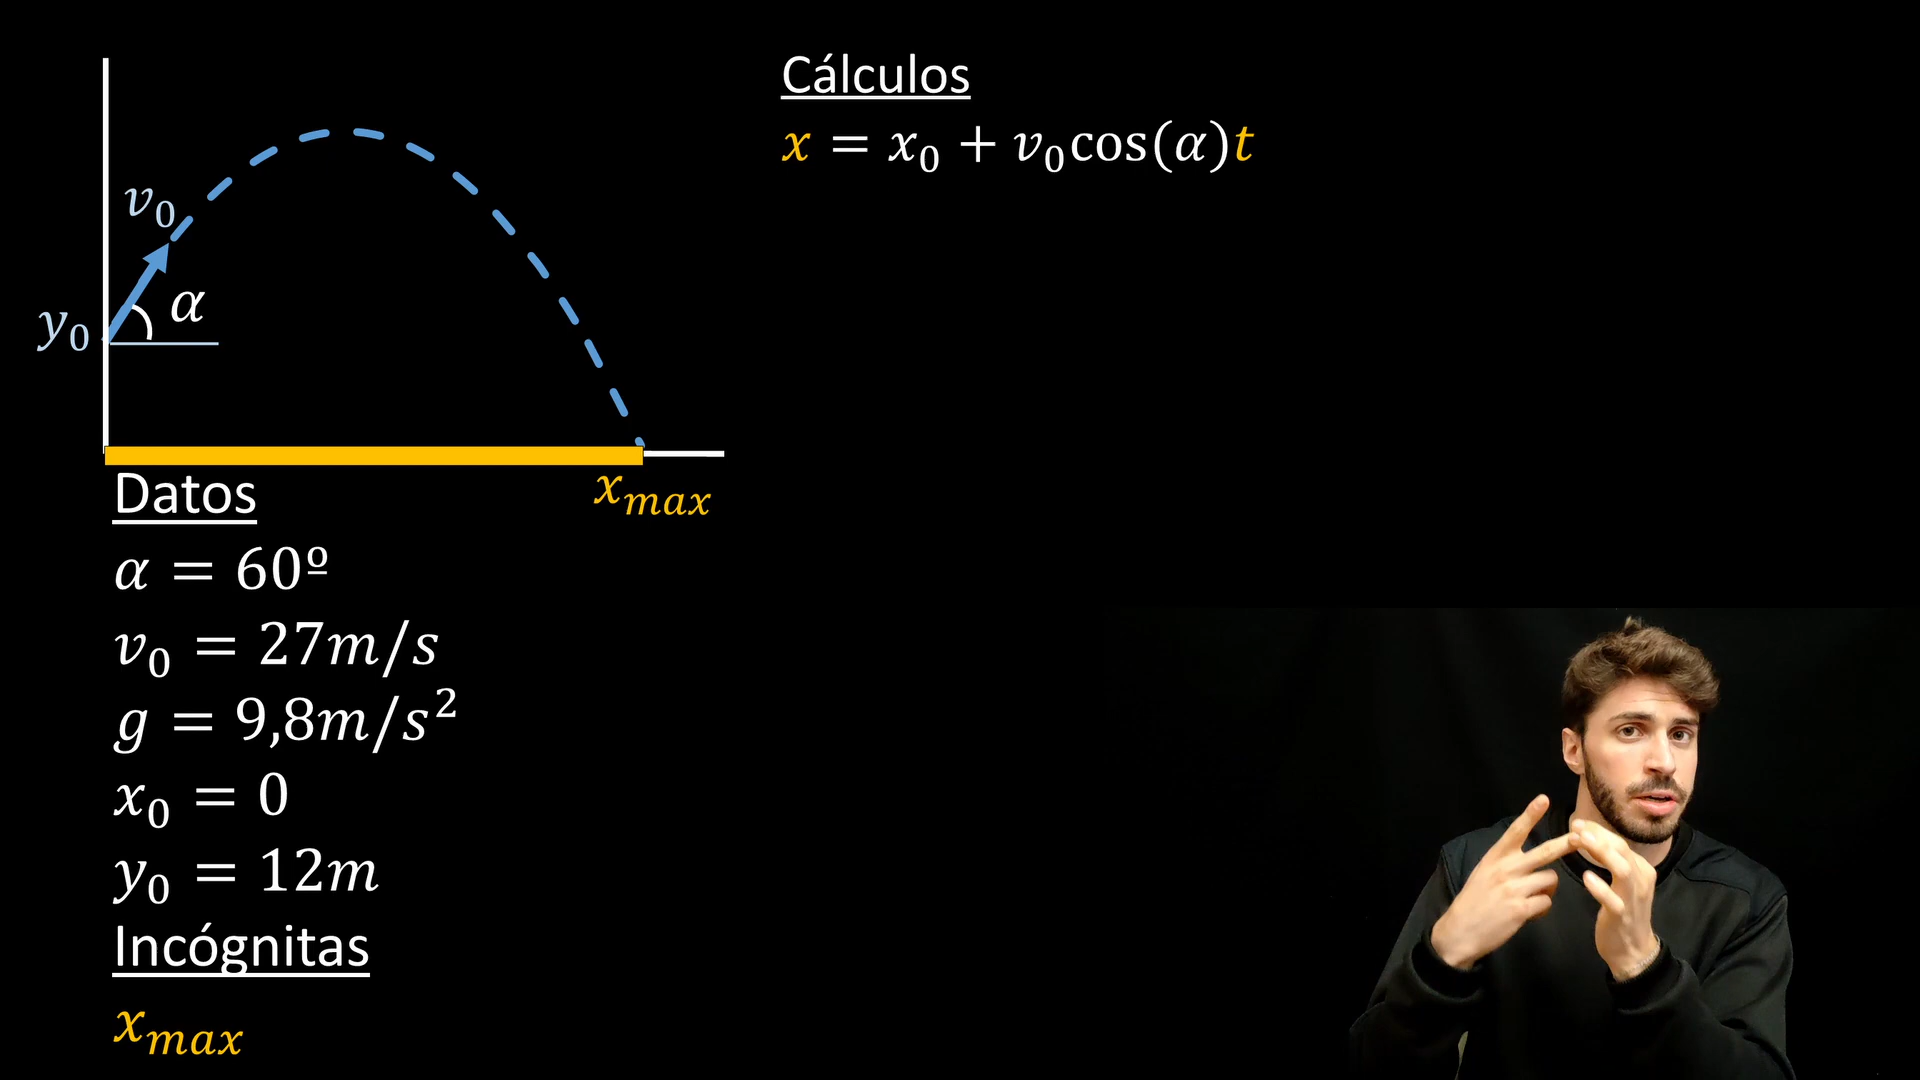 Cálculos
x = x₀ + v₀cos(α)t
v₀
α
y₀
x_max
Datos
α = 60º
v₀ = 27m/s
g = 9,8m/s²
x₀ = 0
y₀ = 12m
Incógnitas
x_max